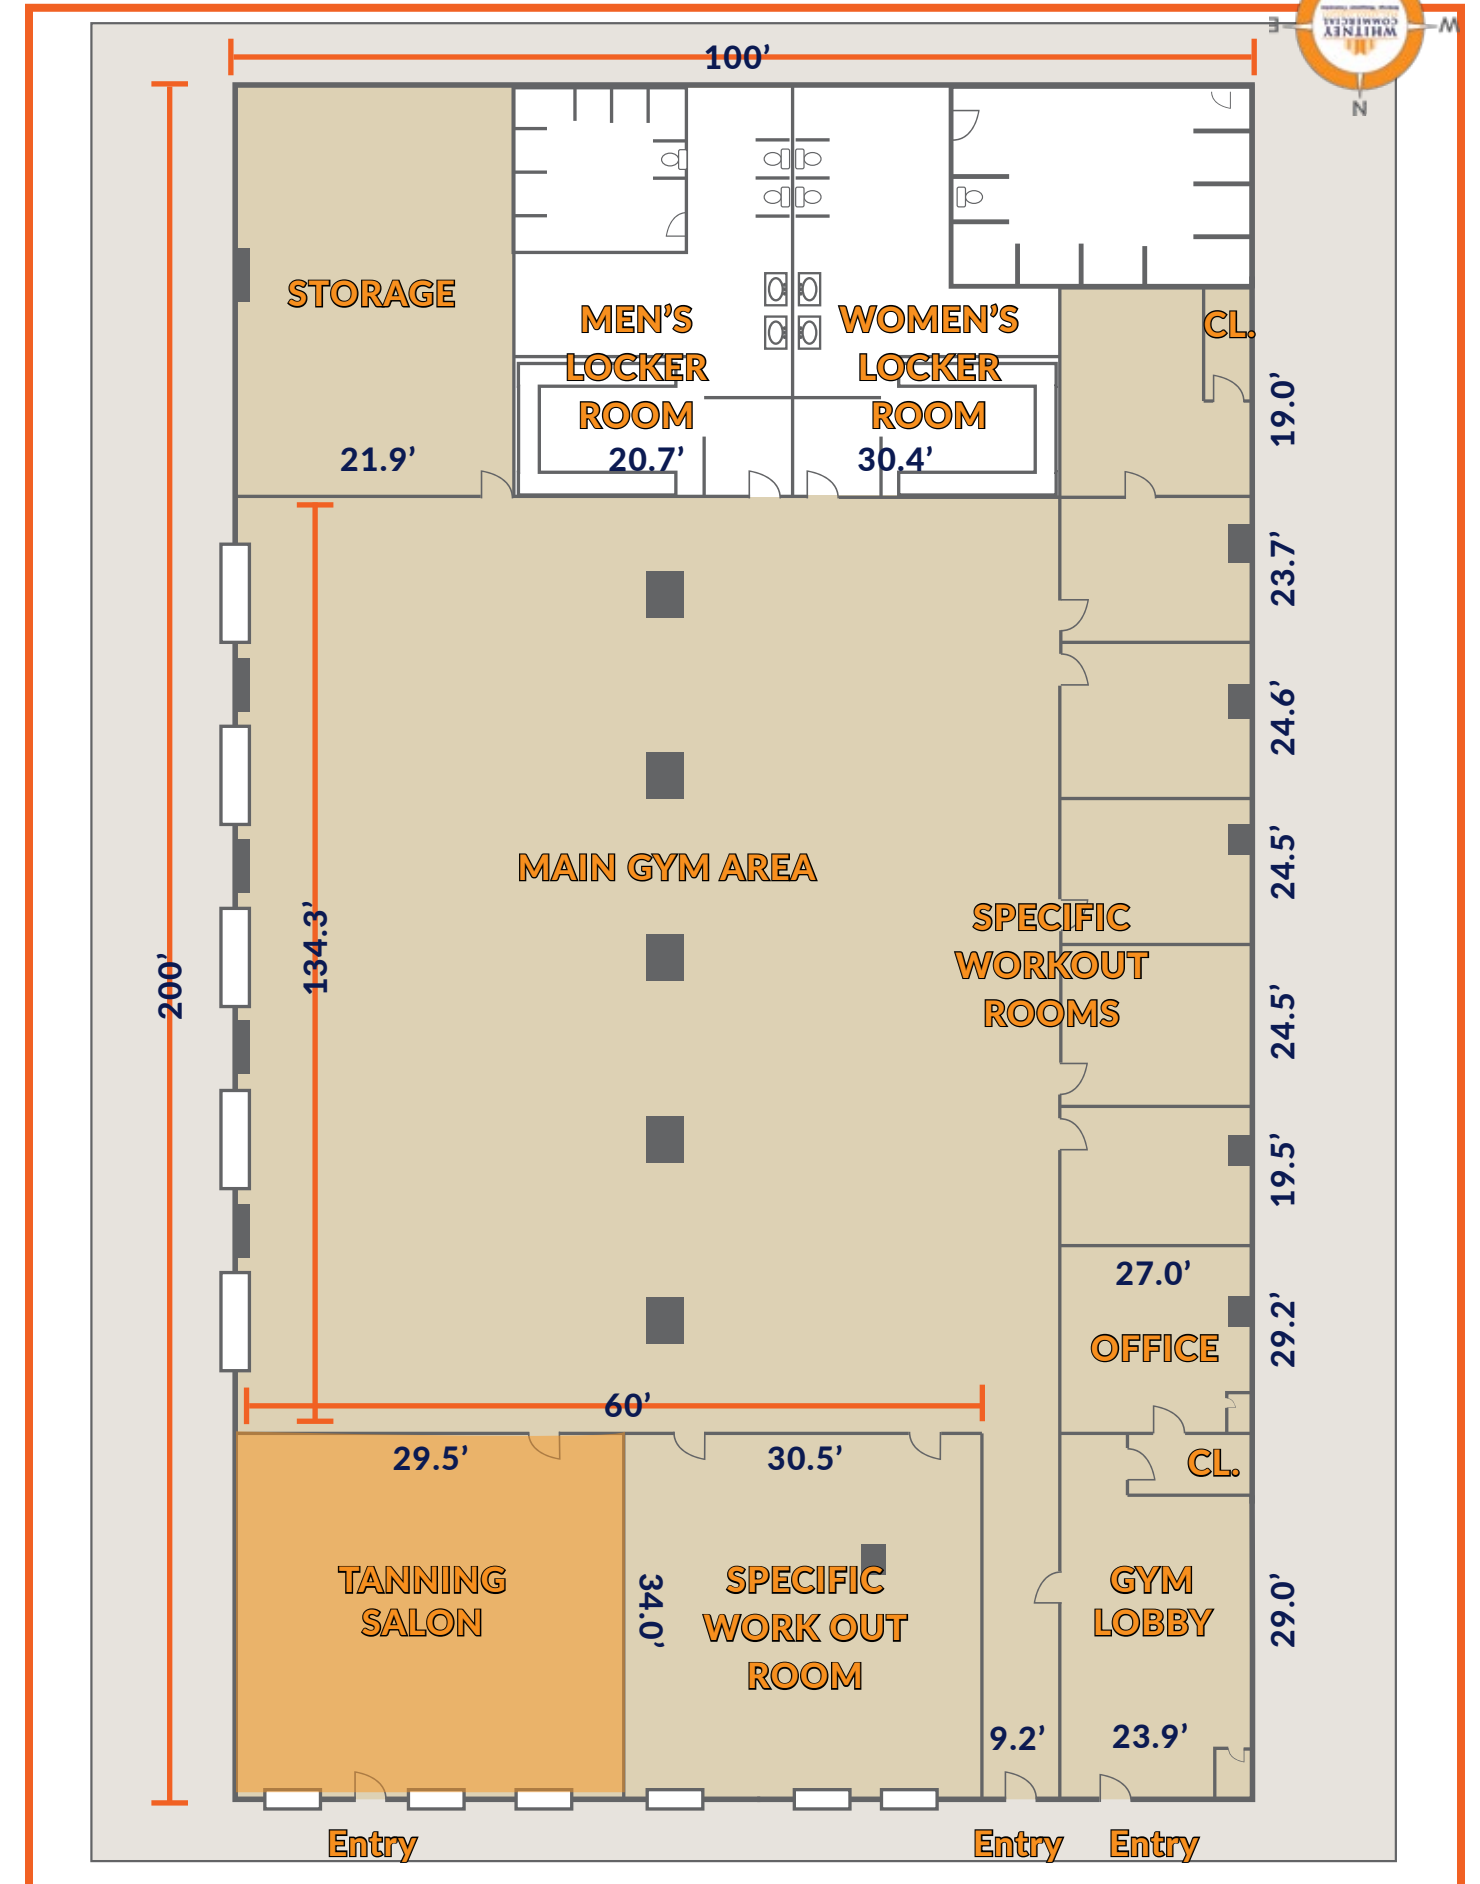 WHITNEY
COMMERCIAL
E
W
N
100’
STORAGE
MEN’S
LOCKER
ROOM
WOMEN’S
LOCKER
ROOM
CL.
21.9’
20.7’
30.4’
19.0’
23.7’
24.6’
24.5’
24.5’
19.5’
29.2’
29.0’
200’
134.3’
MAIN GYM AREA
SPECIFIC
WORKOUT
ROOMS
27.0’
OFFICE
60’
29.5’
30.5’
CL.
TANNING
SALON
34.0’
SPECIFIC
WORK OUT
ROOM
GYM
LOBBY
9.2’
23.9’
Entry
Entry
Entry